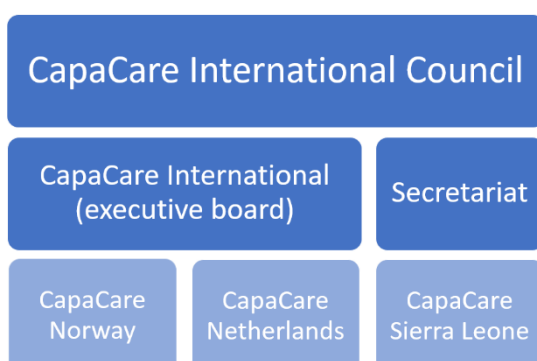 CapaCare International Council
CapaCare International
(executive board)
Secretariat
CapaCare
Norway
CapaCare
Netherlands
CapaCare
Sierra Leone